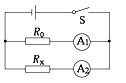 S
R₀ A₁
Rₓ A₂